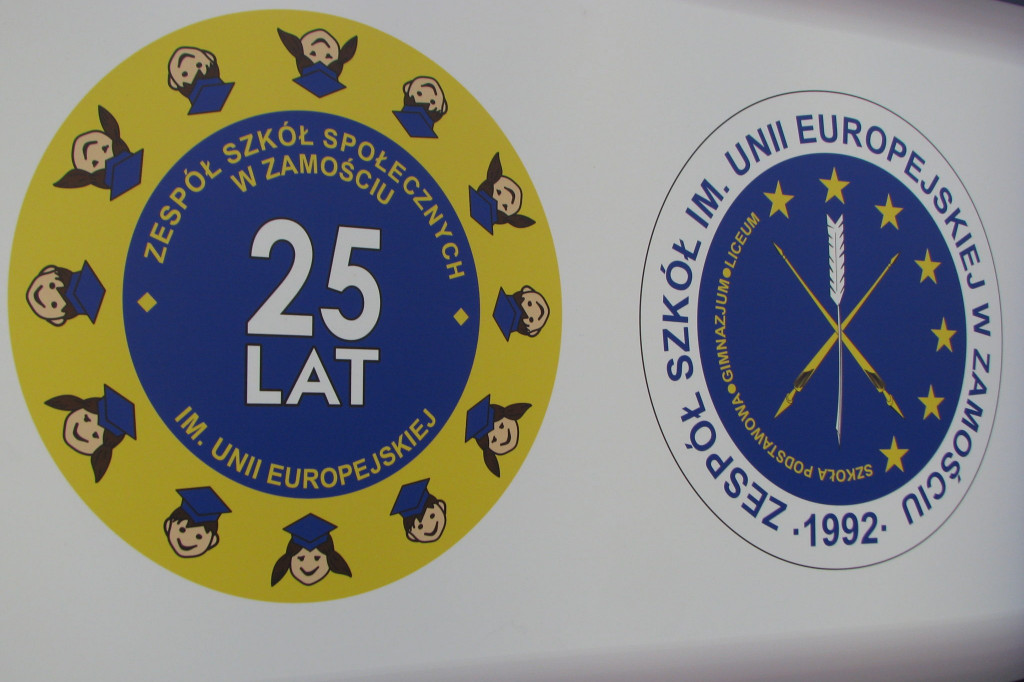 ZESPÓŁ SZKÓŁ SPOŁECZNYCH
W ZAMOŚCIU
25
LAT
IM. UNII EUROPEJSKIEJ
ZESPÓŁ SZKÓŁ IM. UNII EUROPEJSKIEJ W ZAMOŚCIU
SZKOŁA PODSTAWOWA●GIMNAZJUM●LICEUM
·1992·